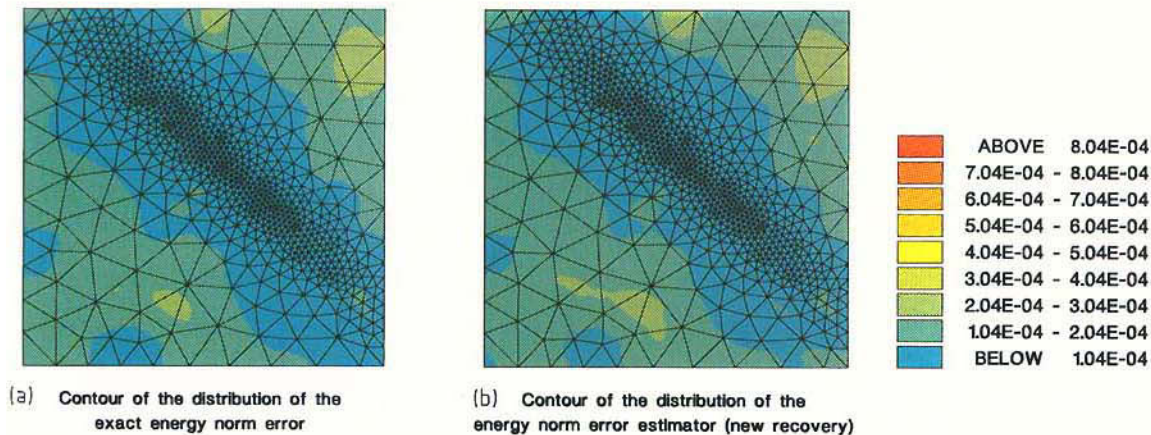 ABOVE 8.04E-04
7.04E-04 - 8.04E-04
6.04E-04 - 7.04E-04
5.04E-04 - 6.04E-04
4.04E-04 - 5.04E-04
3.04E-04 - 4.04E-04
2.04E-04 - 3.04E-04
1.04E-04 - 2.04E-04
BELOW 1.04E-04
(a) Contour of the distribution of the
exact energy norm error
(b) Contour of the distribution of the
energy norm error estimator (new recovery)